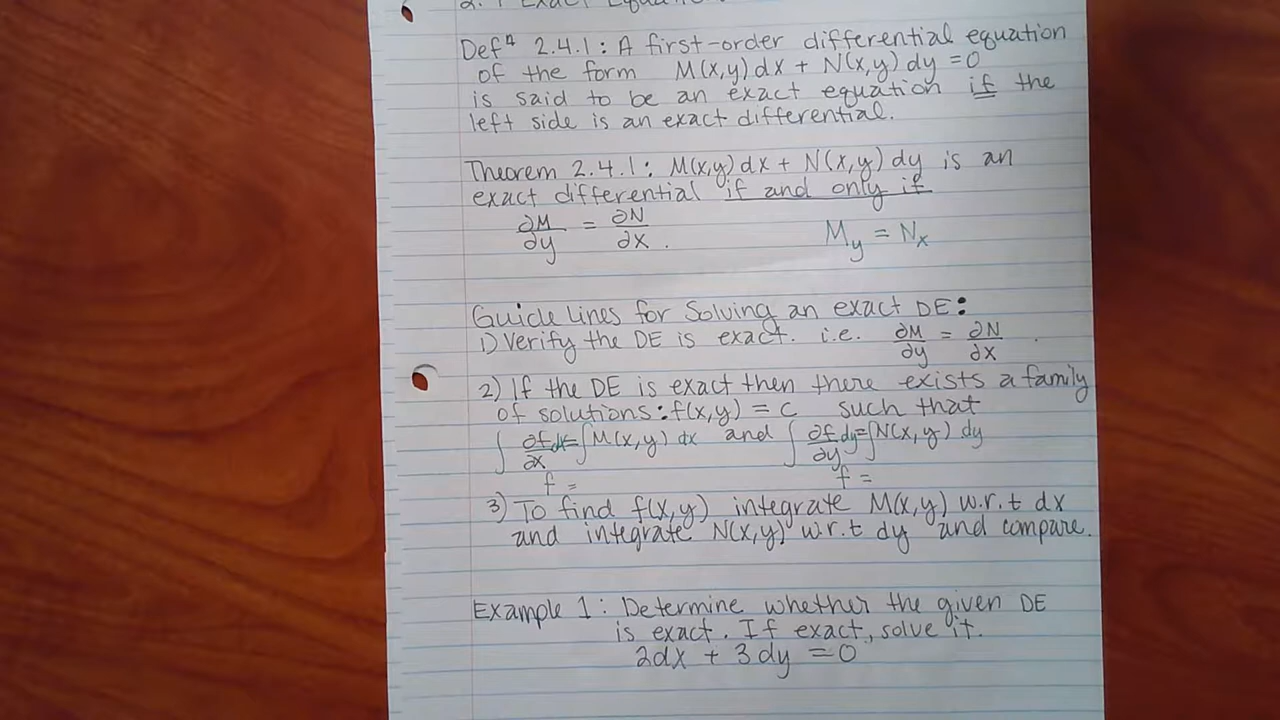 2. 1 Exact Equation
Defⁿ 2.4.1: A first-order differential equation
of the form M(x,y) dx + N(x,y) dy = 0
is said to be an exact equation if the
left side is an exact differential.
Theorem 2.4.1: M(x,y) dx + N(x,y) dy is an
exact differential if and only if
∂M/∂y = ∂N/∂x. My = Nx
Guide lines for Solving an exact DE:
1) Verify the DE is exact. i.e. ∂M/∂y = ∂N/∂x.
2) If the DE is exact then there exists a family
of solutions: f(x,y) = c such that
∫ ∂f/∂x dx = ∫ M(x,y) dx and ∫ ∂f/∂y dy = ∫ N(x,y) dy
f = f =
3) To find f(x,y) integrate M(x,y) w.r.t dx
and integrate N(x,y) w.r.t dy and compare.
Example 1: Determine whether the given DE
is exact. If exact, solve it.
2dx + 3dy = 0